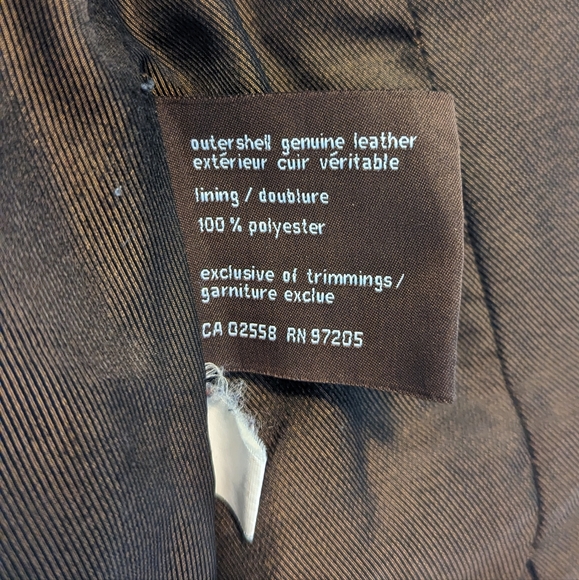 outershell genuine leather
extérieur cuir véritable
lining / doublure
100 % polyester
exclusive of trimmings /
garniture exclue
CA 02558 RN 97205